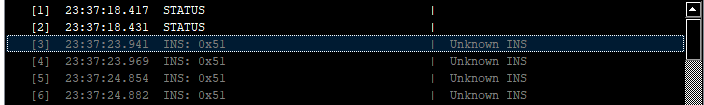 [1] 23:37:18.417 STATUS |
[2] 23:37:18.431 STATUS |
[3] 23:37:23.941 INS: 0x51 | Unknown INS
[4] 23:37:23.969 INS: 0x51 | Unknown INS
[5] 23:37:24.854 INS: 0x51 | Unknown INS
[6] 23:37:24.882 INS: 0x51 | Unknown INS